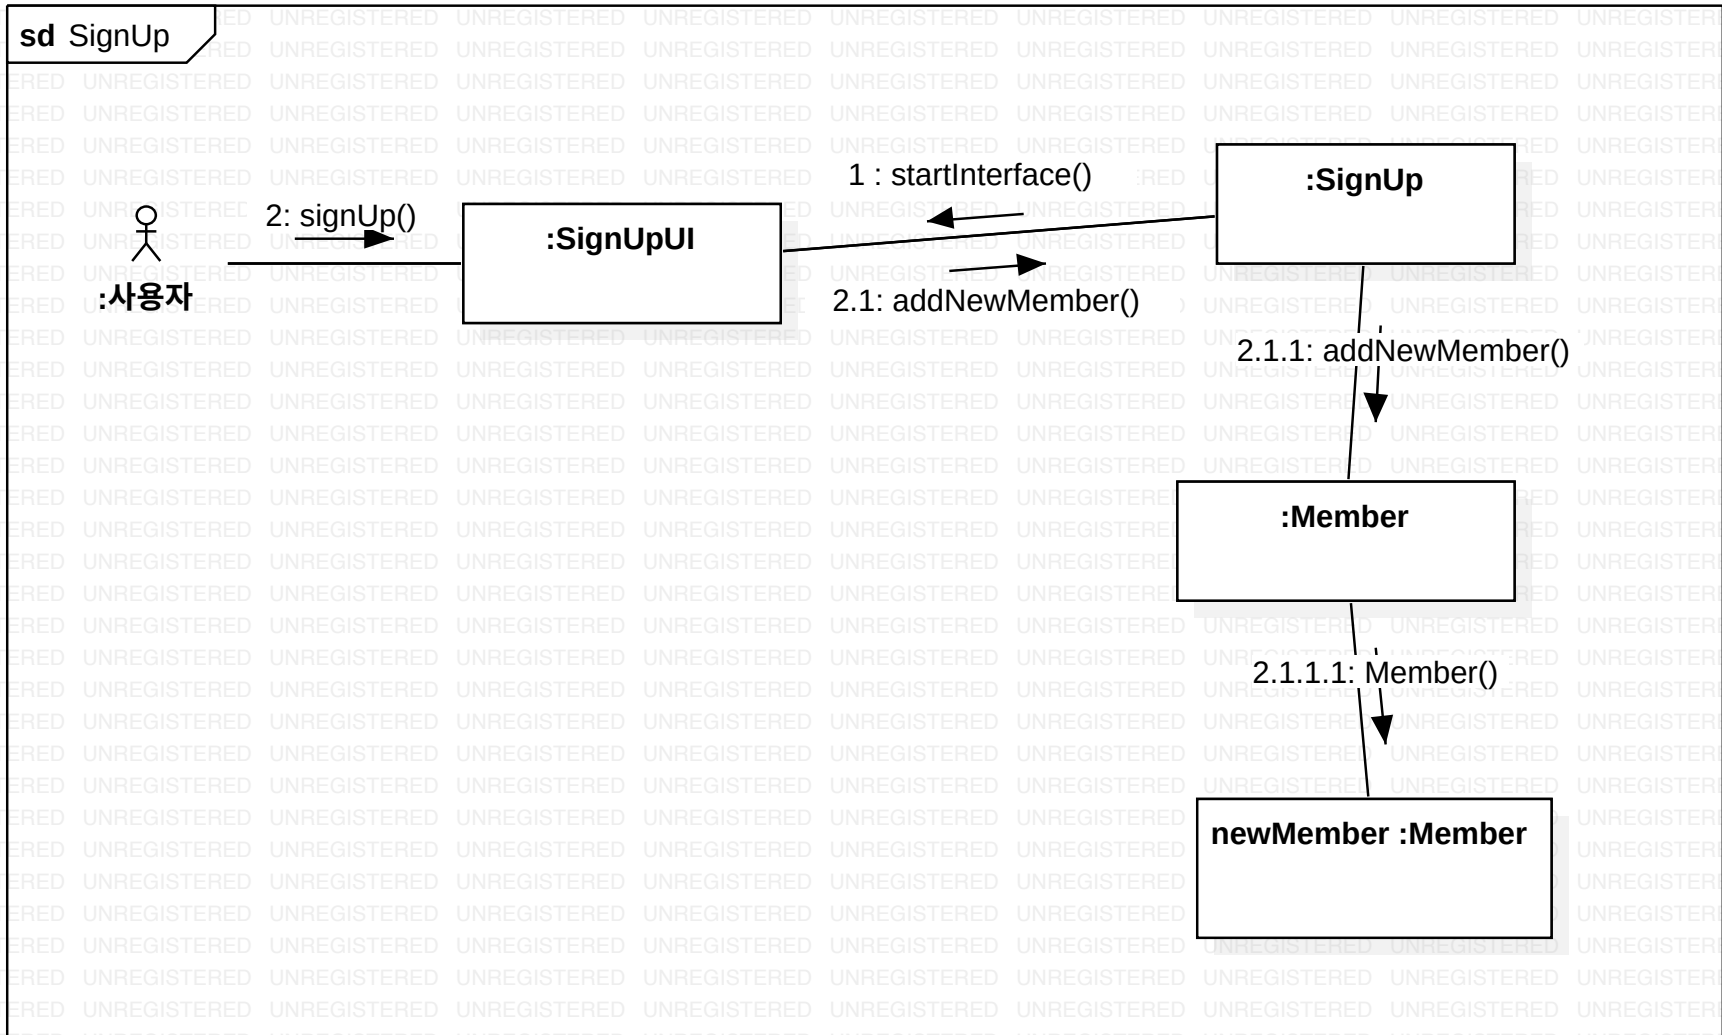 sd SignUp
1 : startInterface()
:SignUp
2: signUp()
:SignUpUI
:사용자
2.1: addNewMember()
2.1.1: addNewMember()
:Member
2.1.1.1: Member()
newMember :Member
UNREGISTERED